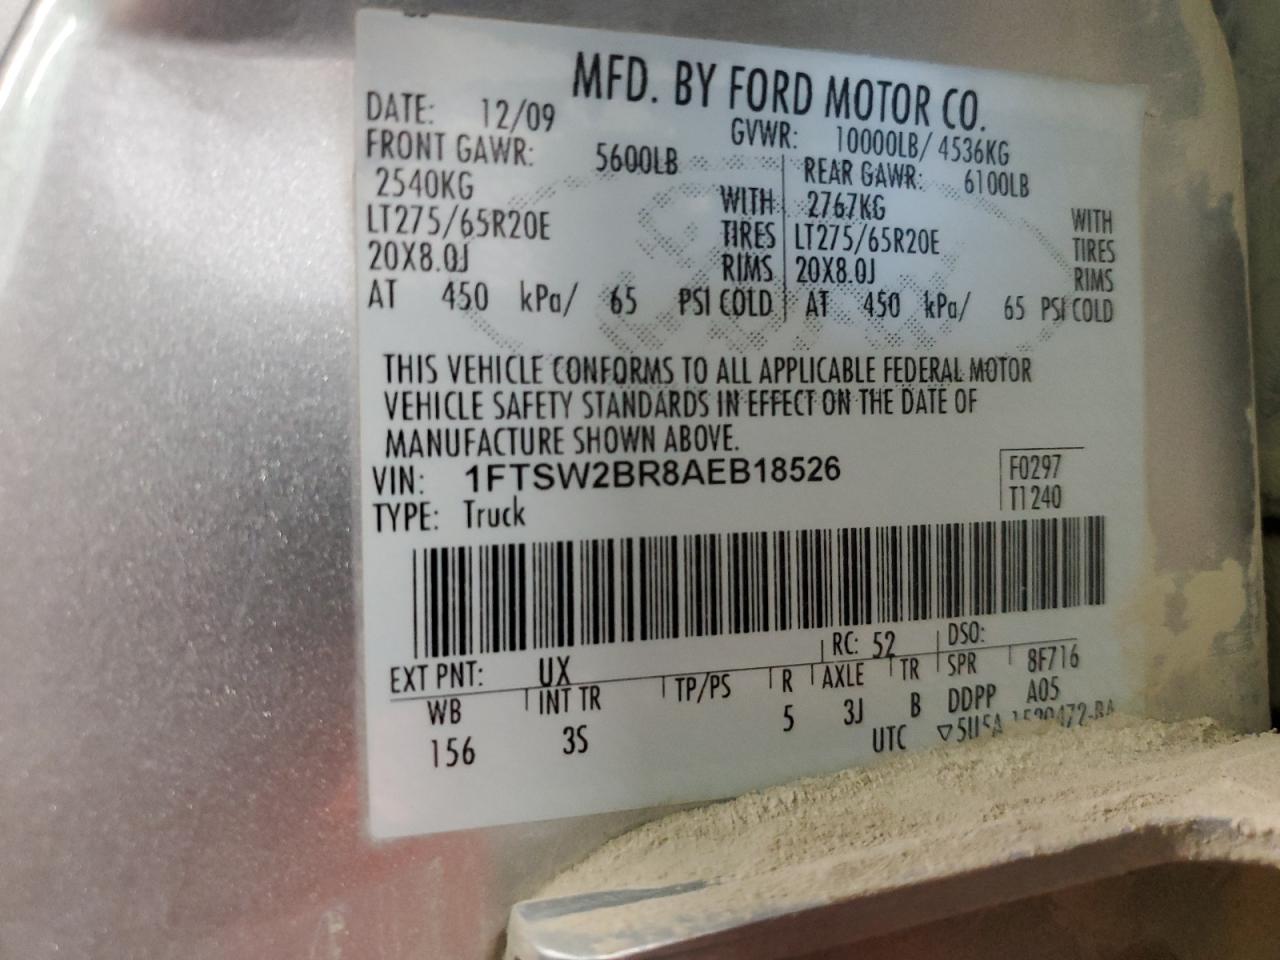 MFD. BY FORD MOTOR CO.
DATE: 12/09 GVWR: 10000LB/ 4536KG
FRONT GAWR: 5600LB REAR GAWR: 6100LB
2540KG WITH 2767KG WITH
LT275/65R20E TIRES LT275/65R20E TIRES
20X8.0J RIMS 20X8.0J RIMS
AT 450 kPa/ 65 PSI COLD AT 450 kPa/ 65 PSI COLD
THIS VEHICLE CONFORMS TO ALL APPLICABLE FEDERAL MOTOR
VEHICLE SAFETY STANDARDS IN EFFECT ON THE DATE OF
MANUFACTURE SHOWN ABOVE.
VIN: 1FTSW2BR8AEB18526 F0297
TYPE: Truck T1240
EXT PNT: UX RC: 52 DSO:
WB INT TR TP/PS R AXLE TR SPR 8F716
156 3S 5 3J B DDPP A05
UTC